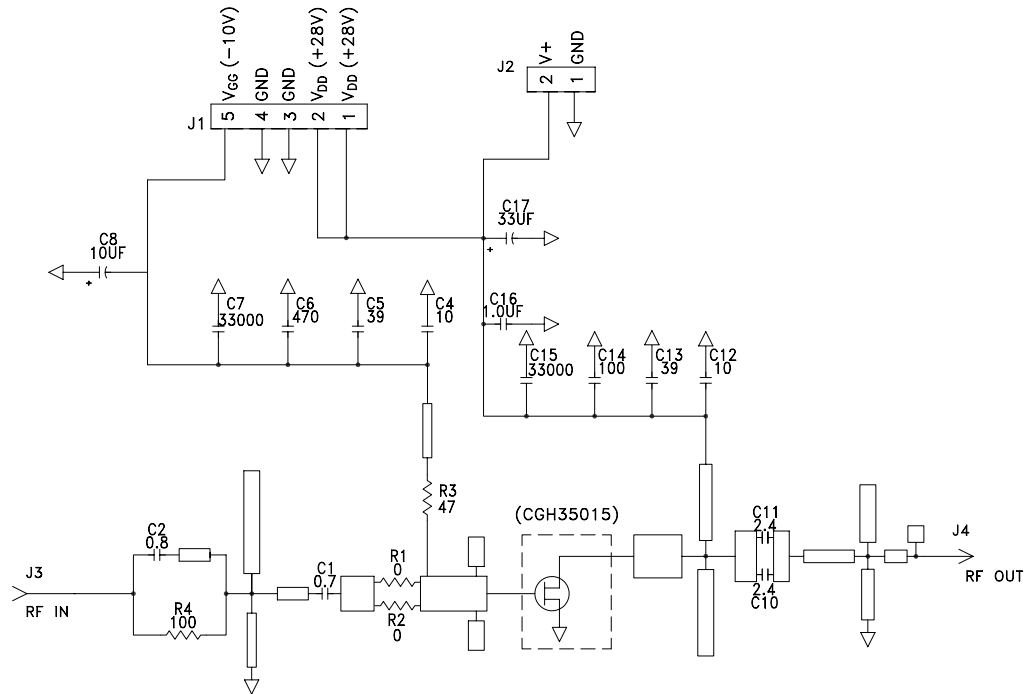 VGG (-10V)
GND
GND
VDD (+28V)
VDD (+28V)
5
4
3
2
1
J1
V+
GND
2
1
J2
C17
33UF
+
C8
10UF
+
C7
33000
C6
470
C5
39
C4
10
C16
1.0UF
C15
33000
C14
100
C13
39
C12
10
R3
47
(CGH35015)
C11
2.4
2.4
C10
J4
RF OUT
C2
0.8
J3
RF IN
R4
100
C1
0.7
R1
0
R2
0